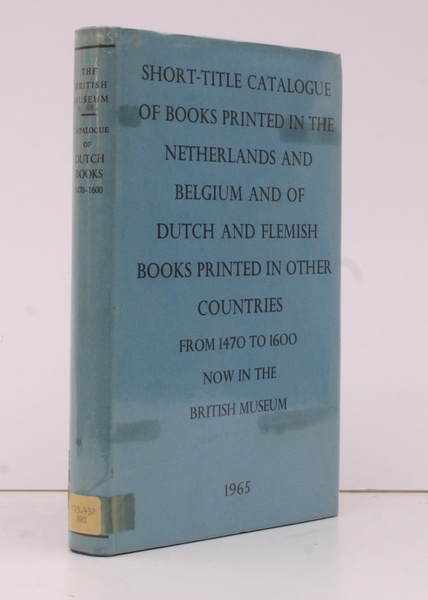 THE
BRITISH
MUSEUM
CATALOGUE
OF
DUTCH
BOOKS
1470-1600
SHORT-TITLE CATALOGUE
OF BOOKS PRINTED IN THE
NETHERLANDS AND
BELGIUM AND OF
DUTCH AND FLEMISH
BOOKS PRINTED IN OTHER
COUNTRIES
FROM 1470 TO 1600
NOW IN THE
BRITISH MUSEUM
1965